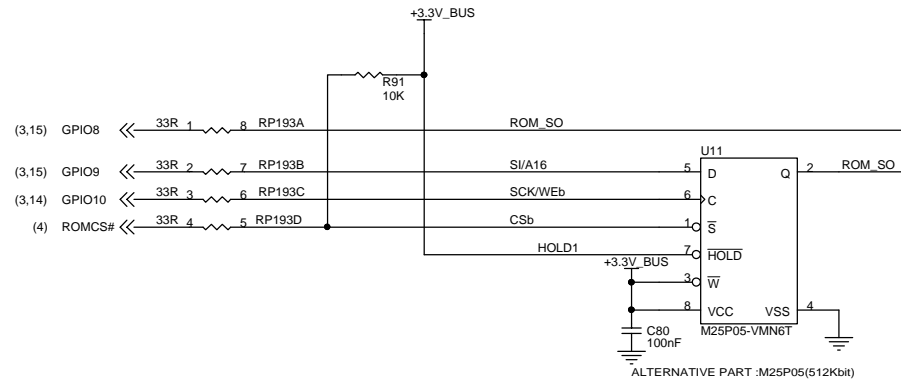 +3.3V_BUS
R91
10K
(3,15) GPIO8 33R 1 8 RP193A ROM_SO
U11
(3,15) GPIO9 33R 2 7 RP193B SI/A16 5 D Q 2 ROM_SO
(3,14) GPIO10 33R 3 6 RP193C SCK/WEb 6 C
(4) ROMCS# 33R 4 5 RP193D CSb 1 S
HOLD1 7 HOLD
+3.3V_BUS
3 W
8 VCC VSS 4
C80
100nF
M25P05-VMN6T
ALTERNATIVE PART :M25P05(512Kbit)